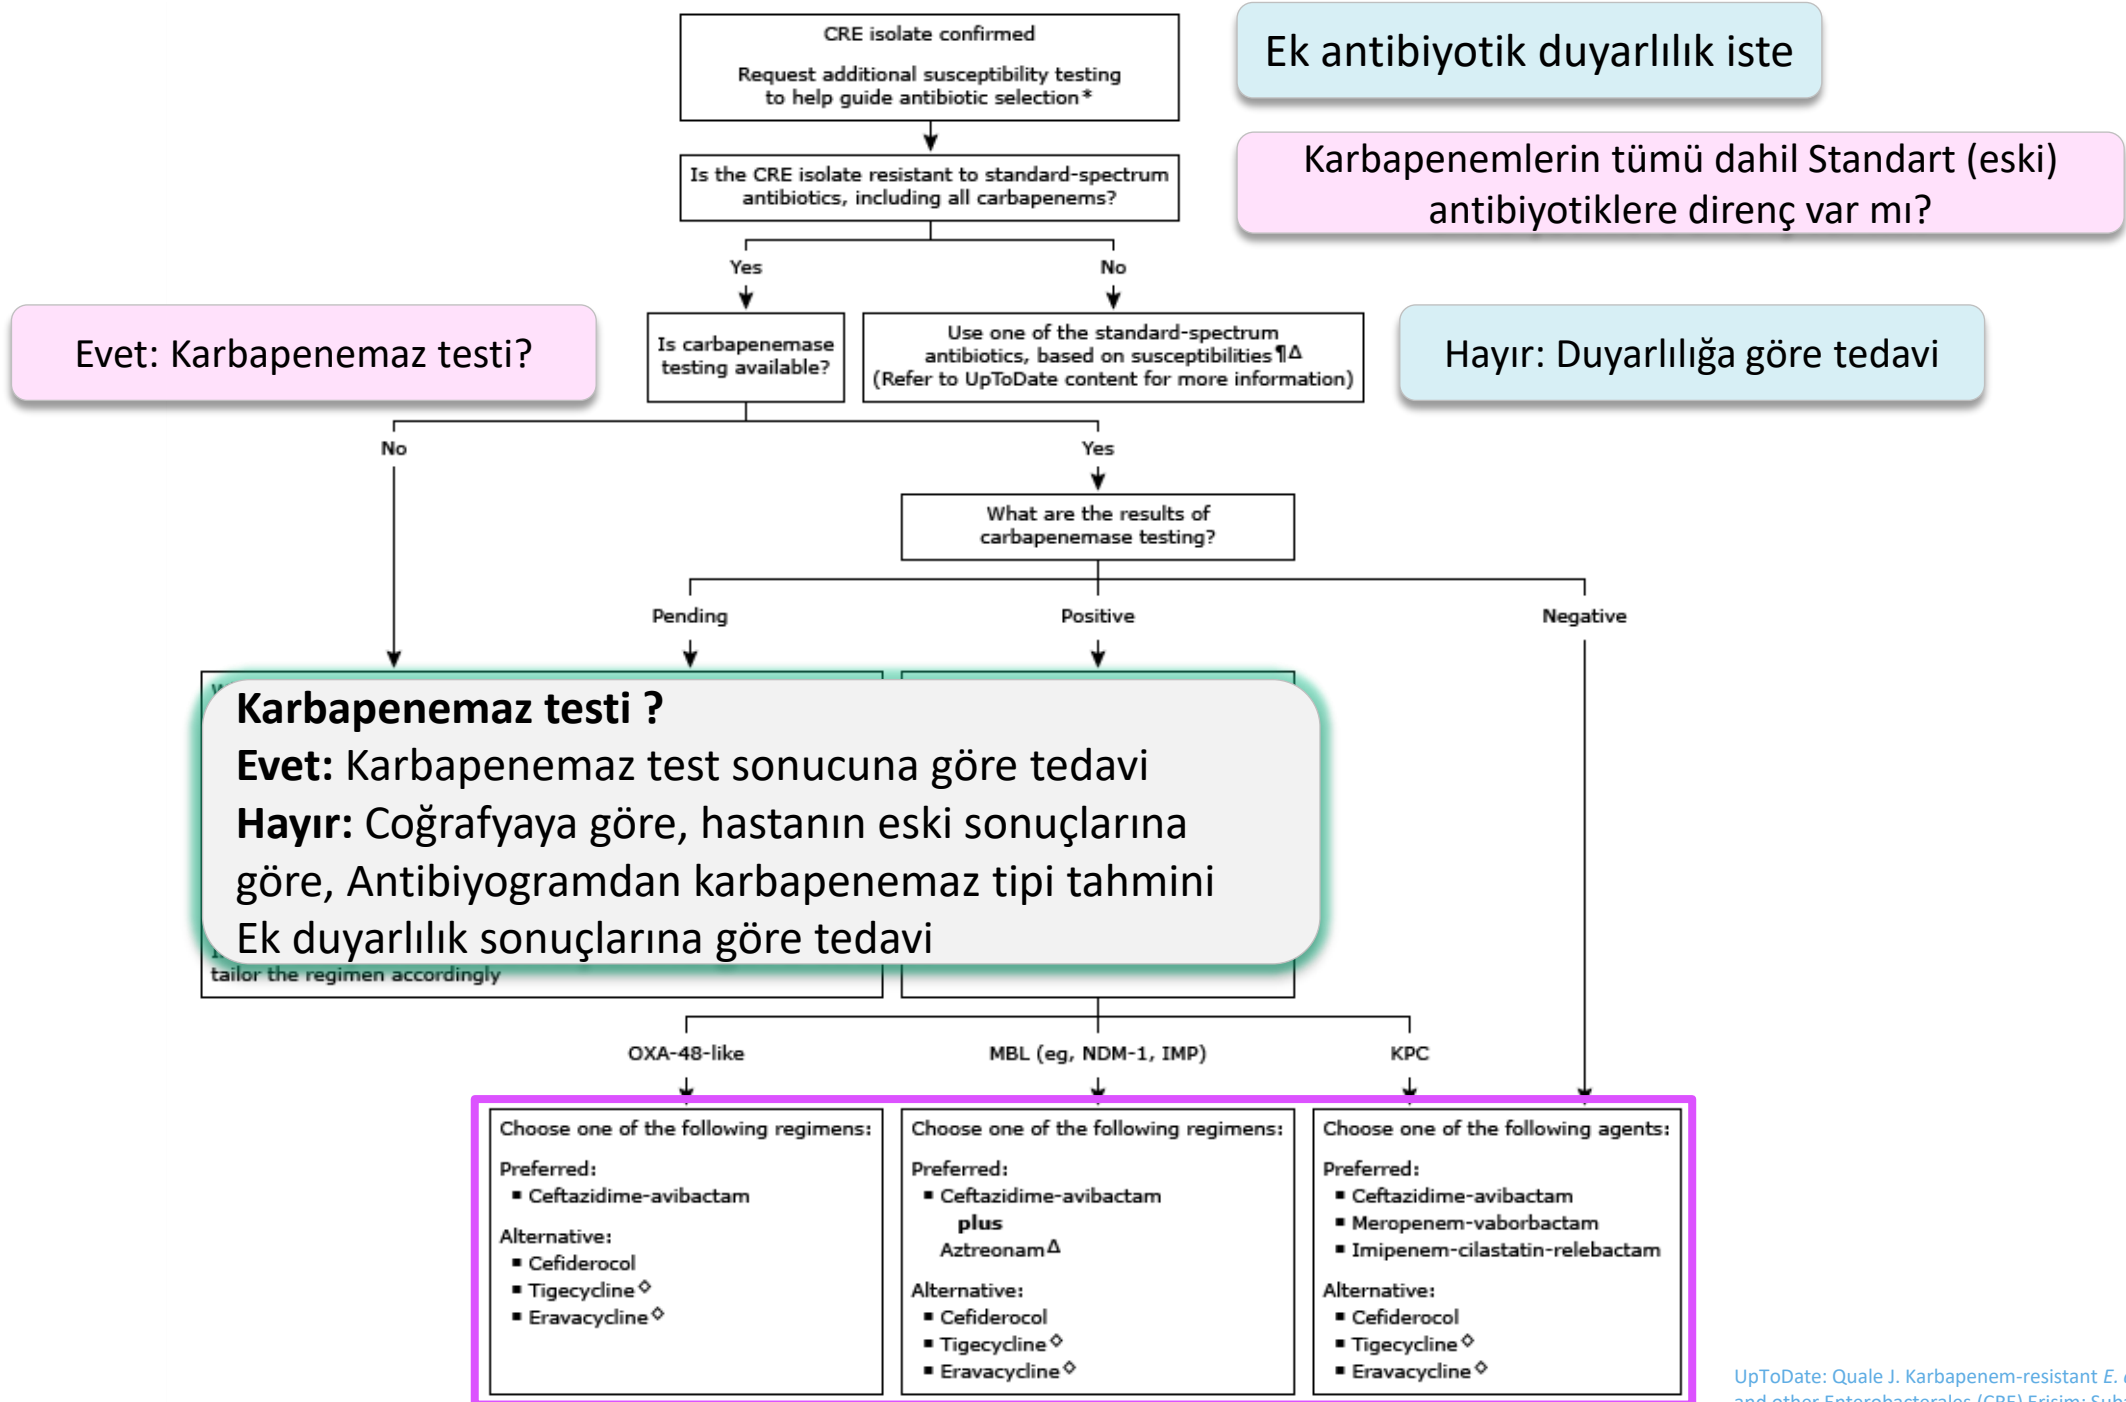 CRE isolate confirmed
Request additional susceptibility testing
to help guide antibiotic selection*
Ek antibiyotik duyarlılık iste
Is the CRE isolate resistant to standard-spectrum
antibiotics, including all carbapenems?
Karbapenemlerin tümü dahil Standart (eski)
antibiyotiklere direnç var mı?
Yes
No
Evet: Karbapenemaz testi?
Is carbapenemase
testing available?
Use one of the standard-spectrum
antibiotics, based on susceptibilities¶Δ
(Refer to UpToDate content for more information)
Hayır: Duyarlılığa göre tedavi
No
Yes
What are the results of
carbapenemase testing?
Pending
Positive
Negative
Karbapenemaz testi ?
Evet: Karbapenemaz test sonucuna göre tedavi
Hayır: Coğrafyaya göre, hastanın eski sonuçlarına
göre, Antibiyogramdan karbapenemaz tipi tahmini
Ek duyarlılık sonuçlarına göre tedavi
tailor the regimen accordingly
OXA-48-like
MBL (eg, NDM-1, IMP)
KPC
Choose one of the following regimens:
Preferred:
▪ Ceftazidime-avibactam
Alternative:
▪ Cefiderocol
▪ Tigecycline◇
▪ Eravacycline◇
Choose one of the following regimens:
Preferred:
▪ Ceftazidime-avibactam
plus
AztreonamΔ
Alternative:
▪ Cefiderocol
▪ Tigecycline◇
▪ Eravacycline◇
Choose one of the following agents:
Preferred:
▪ Ceftazidime-avibactam
▪ Meropenem-vaborbactam
▪ Imipenem-cilastatin-relebactam
Alternative:
▪ Cefiderocol
▪ Tigecycline◇
▪ Eravacycline◇
UpToDate: Quale J. Karbapenem-resistant E.
and other Enterobacterales (CRE) Erişim: